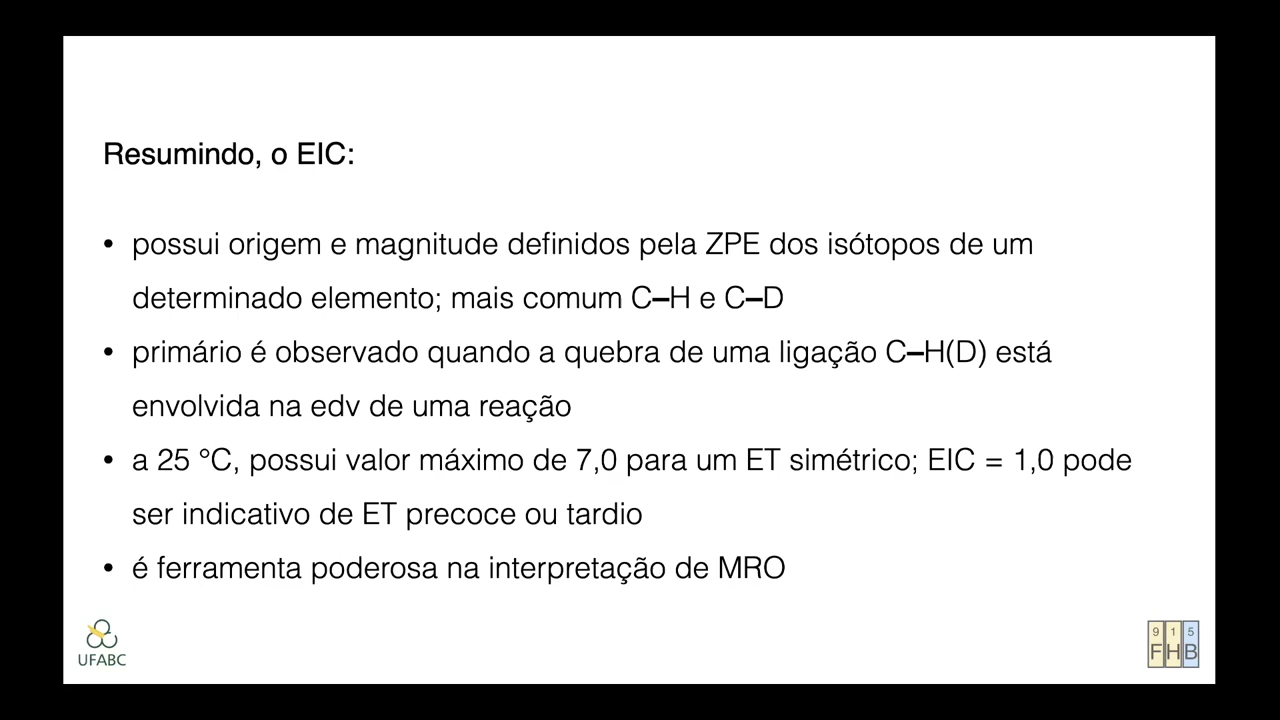 Resumindo, o EIC:
• possui origem e magnitude definidos pela ZPE dos isótopos de um
determinado elemento; mais comum C–H e C–D
• primário é observado quando a quebra de uma ligação C–H(D) está
envolvida na edv de uma reação
• a 25 °C, possui valor máximo de 7,0 para um ET simétrico; EIC = 1,0 pode
ser indicativo de ET precoce ou tardio
• é ferramenta poderosa na interpretação de MRO
UFABC
9 1 5
F H B